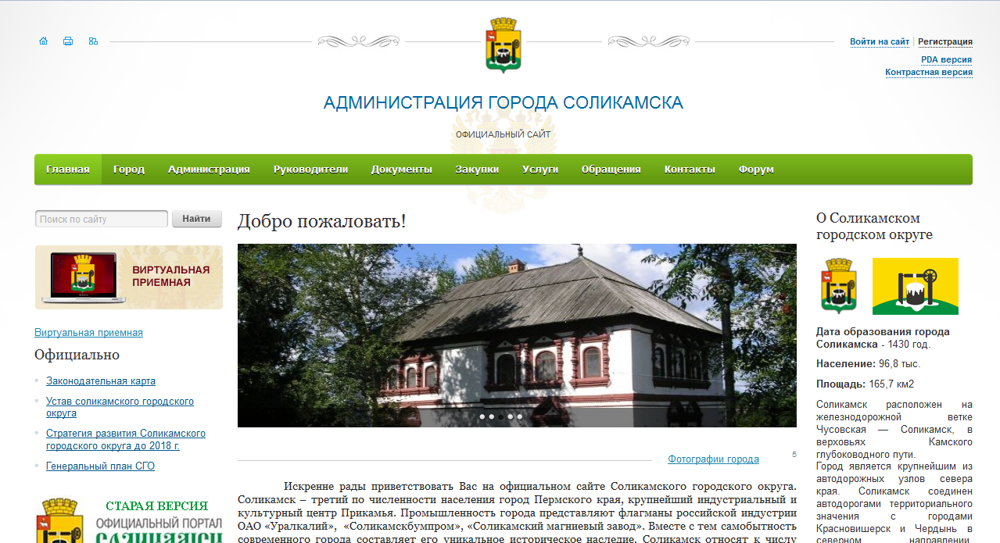 Войти на сайт | Регистрация
PDA версия
Контрастная версия
АДМИНИСТРАЦИЯ ГОРОДА СОЛИКАМСКА
ОФИЦИАЛЬНЫЙ САЙТ
Главная Город Администрация Руководители Документы Закупки Услуги Обращения Контакты Форум
Поиск по сайту Найти
ВИРТУАЛЬНАЯ
ПРИЕМНАЯ
Виртуальная приемная
Официально
Законодательная карта
Устав соликамского городского
округа
Стратегия развития Соликамского
городского округа до 2018 г.
Генеральный план СГО
СТАРАЯ ВЕРСИЯ
ОФИЦИАЛЬНЫЙ ПОРТАЛ
Добро пожаловать!
Фотографии города 5
Искренне рады приветствовать Вас на официальном сайте Соликамского городского округа.
Соликамск – третий по численности населения город Пермского края, крупнейший индустриальный и
культурный центр Прикамья. Промышленность города представляют флагманы российской индустрии
ОАО «Уралкалий», «Соликамскбумпром», «Соликамский магниевый завод». Вместе с тем самобытность
современного города составляет его уникальное историческое наследие. Соликамск относят к числу
О Соликамском
городском округе
Дата образования города
Соликамска - 1430 год.
Население: 96,8 тыс.
Площадь: 165,7 км2
Соликамск расположен на
железнодорожной ветке
Чусовская — Соликамск, в
верховьях Камского
глубоководного пути.
Город является крупнейшим из
автодорожных узлов севера
края. Соликамск соединен
автодорогами территориального
значения с городами
Красновишерск и Чердынь в
северном направлении,